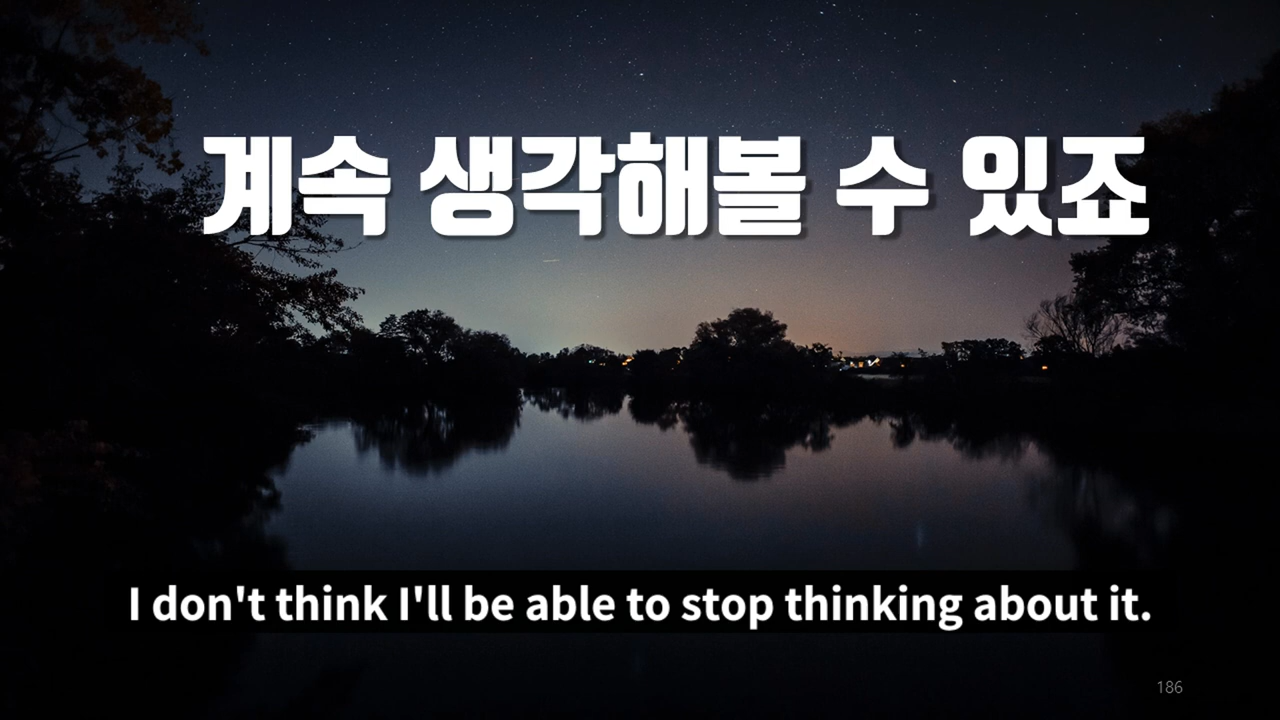 계속 생각해볼 수 있죠
I don't think I'll be able to stop thinking about it.
186